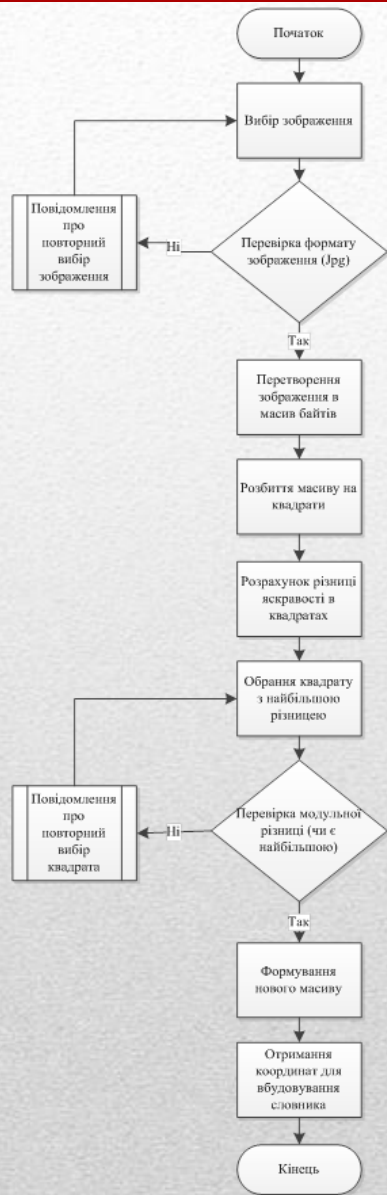 Початок
Вибір зображення
Повідомлення
про
повторний
вибір
зображення
Ні
Перевірка формату
зображення (Jpg)
Так
Перетворення
зображення в
масив байтів
Розбиття масиву на
квадрати
Розрахунок різниці
яскравості в
квадратах
Обрання квадрату
з найбільшою
різницею
Повідомлення
про
повторний
вибір
квадрата
Ні
Перевірка модульної
різниці (чи є
найбільшою)
Так
Формування
нового масиву
Отримання
координат для
вбудовування
словника
Кінець